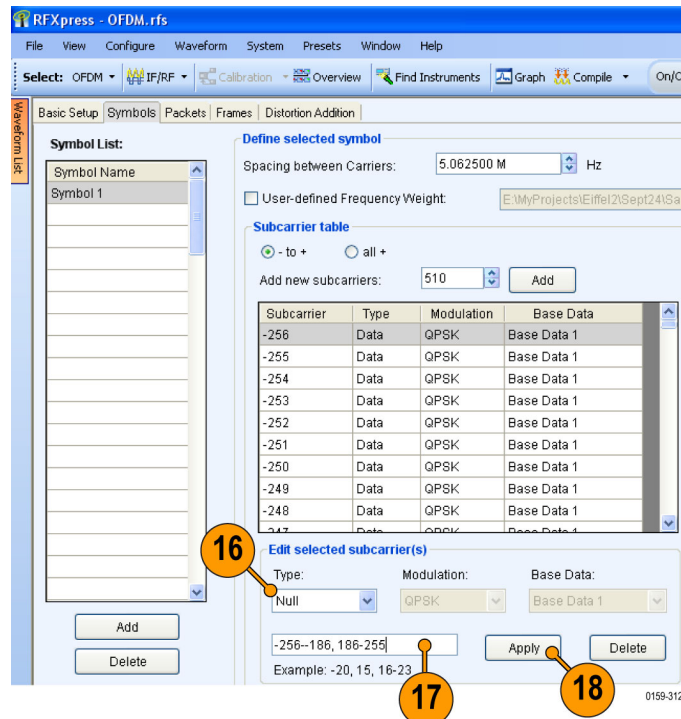 RFXpress - OFDM.rfs
File View Configure Waveform System Presets Window Help
Select: OFDM IF/RF Calibration Overview Find Instruments Graph Compile
Waveform List
Basic Setup Symbols Packets Frames Distortion Addition
Symbol List:
Symbol Name
Symbol 1
Add
Delete
Define selected symbol
Spacing between Carriers: 5.062500 M Hz
User-defined Frequency Weight: E:\MyProjects\Eiffel2\Sept24\Sa
Subcarrier table
- to + all +
Add new subcarriers: 510 Add
Subcarrier Type Modulation Base Data
-256 Data QPSK Base Data 1
-255 Data QPSK Base Data 1
-254 Data QPSK Base Data 1
-253 Data QPSK Base Data 1
-252 Data QPSK Base Data 1
-251 Data QPSK Base Data 1
-250 Data QPSK Base Data 1
-249 Data QPSK Base Data 1
-248 Data QPSK Base Data 1
-247 Data QPSK Base Data 1
Edit selected subcarrier(s)
16
Type: Modulation: Base Data:
Null QPSK Base Data 1
-256--186, 186-255 Apply Delete
Example: -20, 15, 16-23
17
18
0159-312